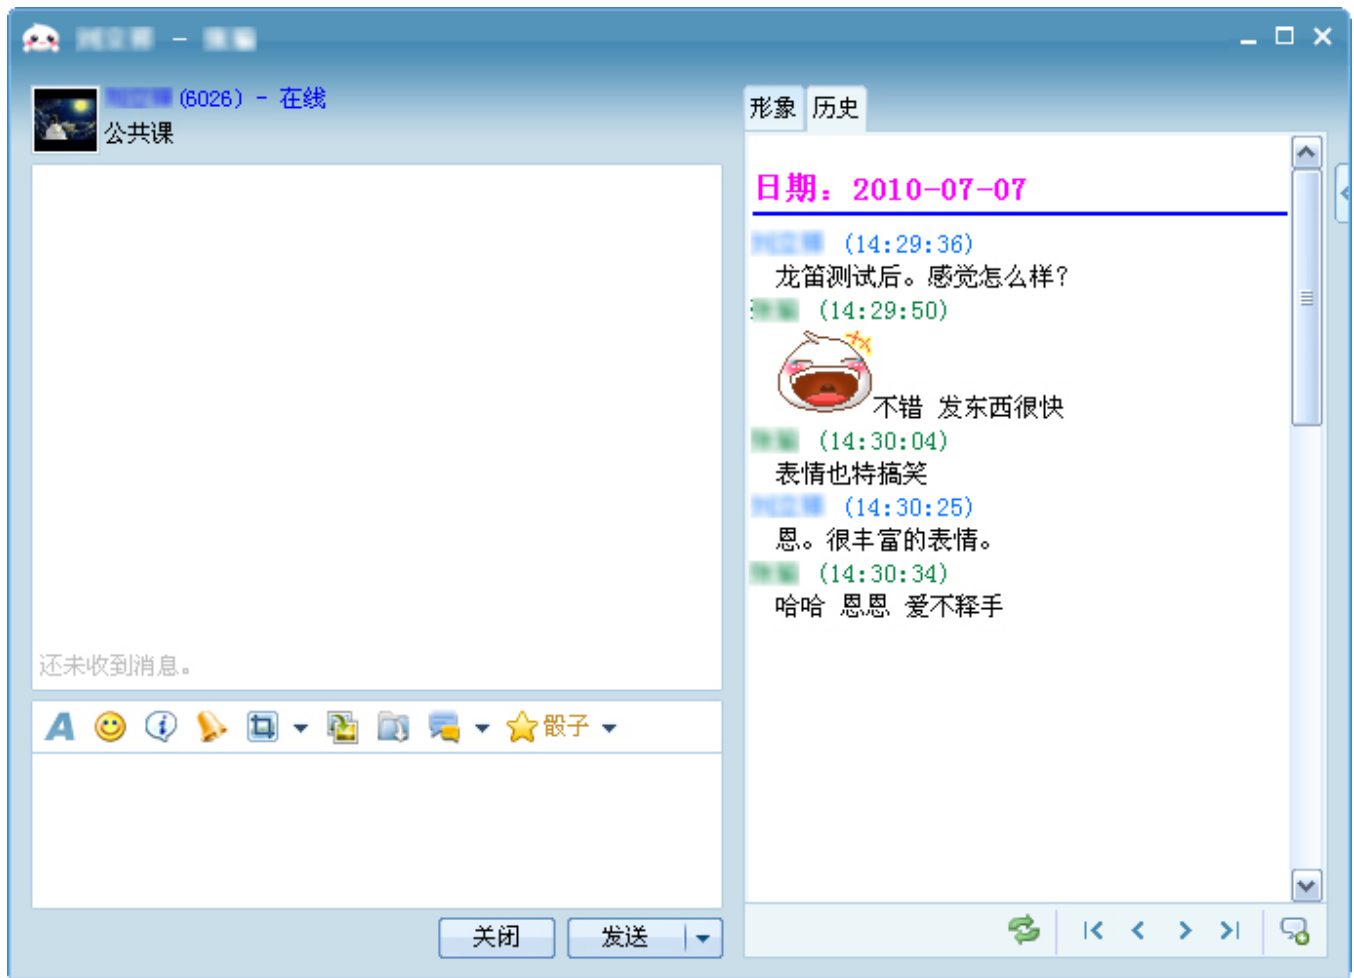 -
(6026) - 在线
公共课
还未收到消息。
骰子
关闭
发送
形象 历史
日期：2010-07-07
(14:29:36)
龙笛测试后。感觉怎么样?
(14:29:50)
不错 发东西很快
(14:30:04)
表情也特搞笑
(14:30:25)
恩。很丰富的表情。
(14:30:34)
哈哈 恩恩 爱不释手